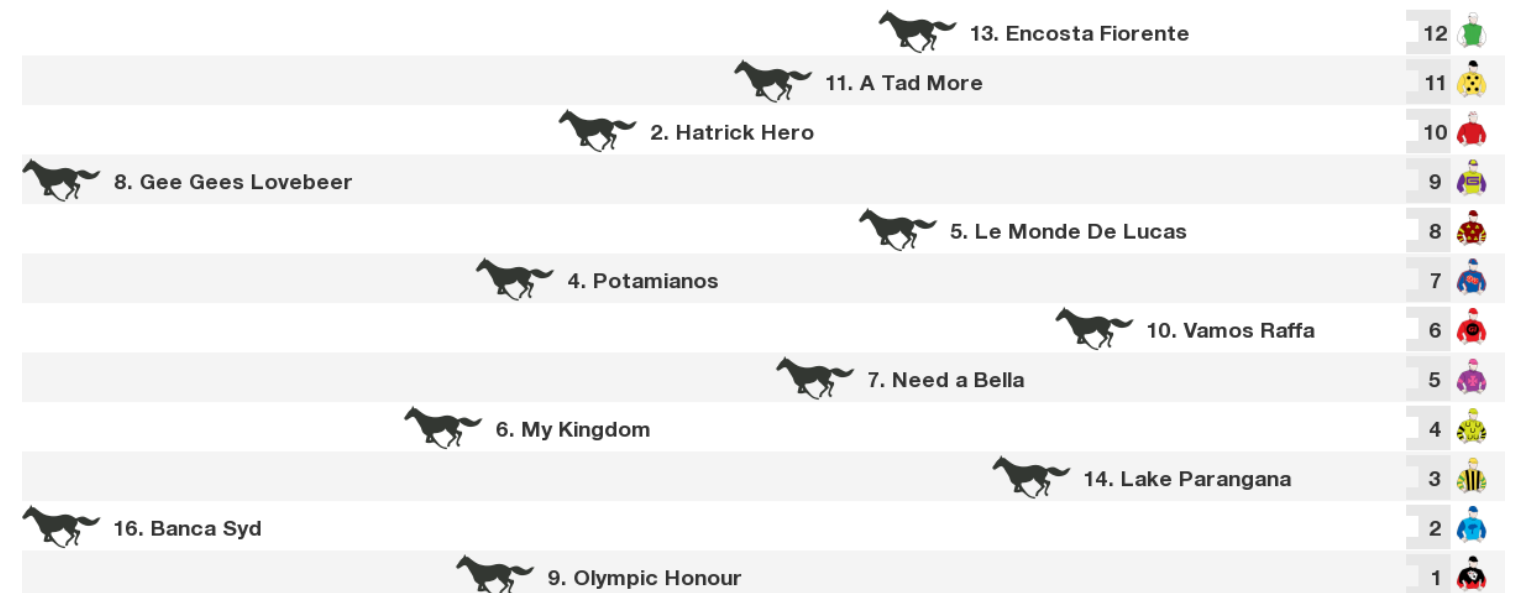 13. Encosta Fiorente 12
11. A Tad More 11
2. Hatrick Hero 10
8. Gee Gees Lovebeer 9
5. Le Monde De Lucas 8
4. Potamianos 7
10. Vamos Raffa 6
7. Need a Bella 5
6. My Kingdom 4
14. Lake Parangana 3
16. Banca Syd 2
9. Olympic Honour 1